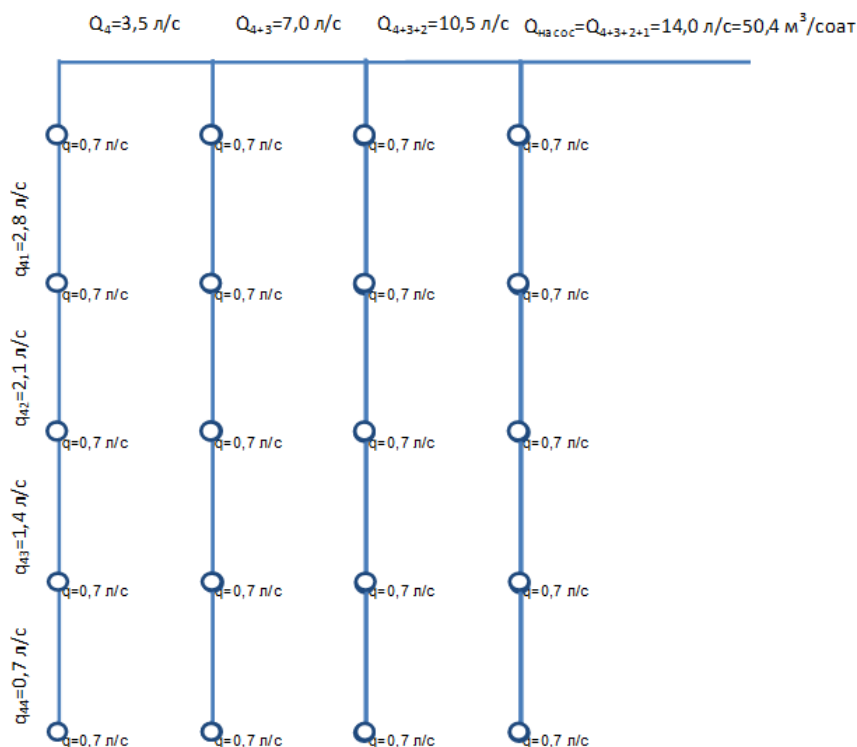 Q₄=3,5 л/с Q₄₊₃=7,0 л/с Q₄₊₃₊₂=10,5 л/с Qнасос=Q₄₊₃₊₂₊₁=14,0 л/с=50,4 м³/соат
q=0,7 л/с q=0,7 л/с q=0,7 л/с q=0,7 л/с
q₄₁=2,8 л/с
q=0,7 л/с q=0,7 л/с q=0,7 л/с q=0,7 л/с
q₄₂=2,1 л/с
q=0,7 л/с q=0,7 л/с q=0,7 л/с q=0,7 л/с
q₄₃=1,4 л/с
q=0,7 л/с q=0,7 л/с q=0,7 л/с q=0,7 л/с
q₄₄=0,7 л/с
q=0,7 л/с q=0,7 л/с q=0,7 л/с q=0,7 л/с